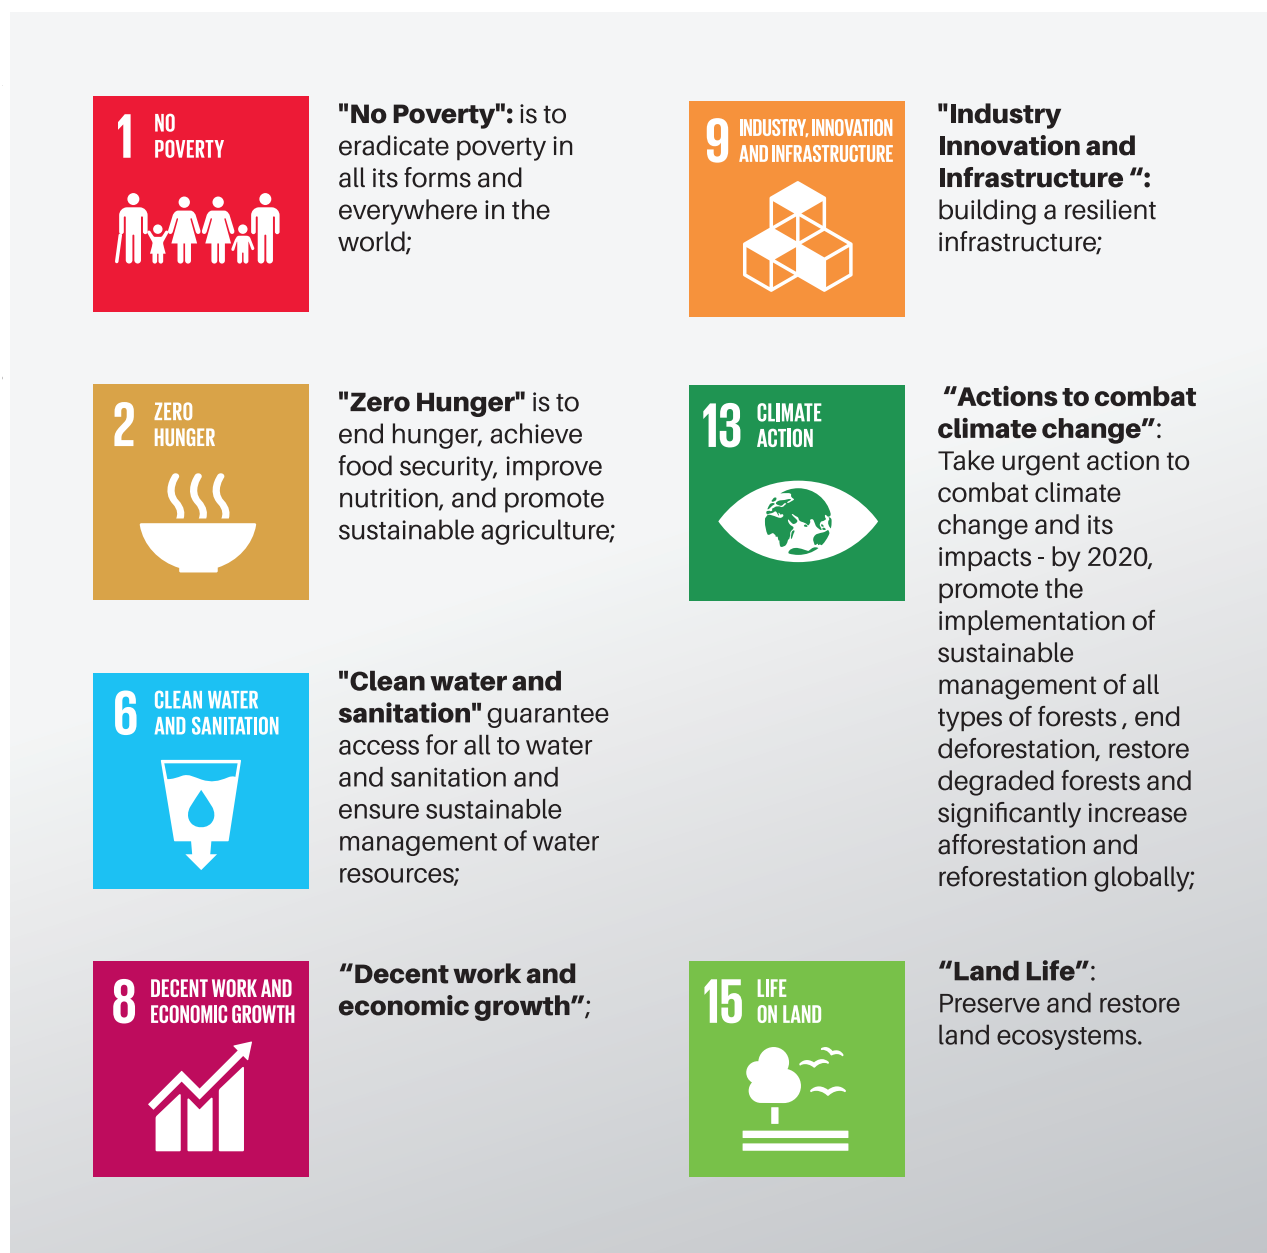 1 NO
POVERTY
"No Poverty": is to
eradicate poverty in
all its forms and
everywhere in the
world;
2 ZERO
HUNGER
"Zero Hunger" is to
end hunger, achieve
food security, improve
nutrition, and promote
sustainable agriculture;
6 CLEAN WATER
AND SANITATION
"Clean water and
sanitation" guarantee
access for all to water
and sanitation and
ensure sustainable
management of water
resources;
8 DECENT WORK AND
ECONOMIC GROWTH
“Decent work and
economic growth”;
9 INDUSTRY, INNOVATION
AND INFRASTRUCTURE
"Industry
Innovation and
Infrastructure “:
building a resilient
infrastructure;
13 CLIMATE
ACTION
“Actions to combat
climate change”:
Take urgent action to
combat climate
change and its
impacts - by 2020,
promote the
implementation of
sustainable
management of all
types of forests , end
deforestation, restore
degraded forests and
significantly increase
afforestation and
reforestation globally;
15 LIFE
ON LAND
“Land Life”:
Preserve and restore
land ecosystems.